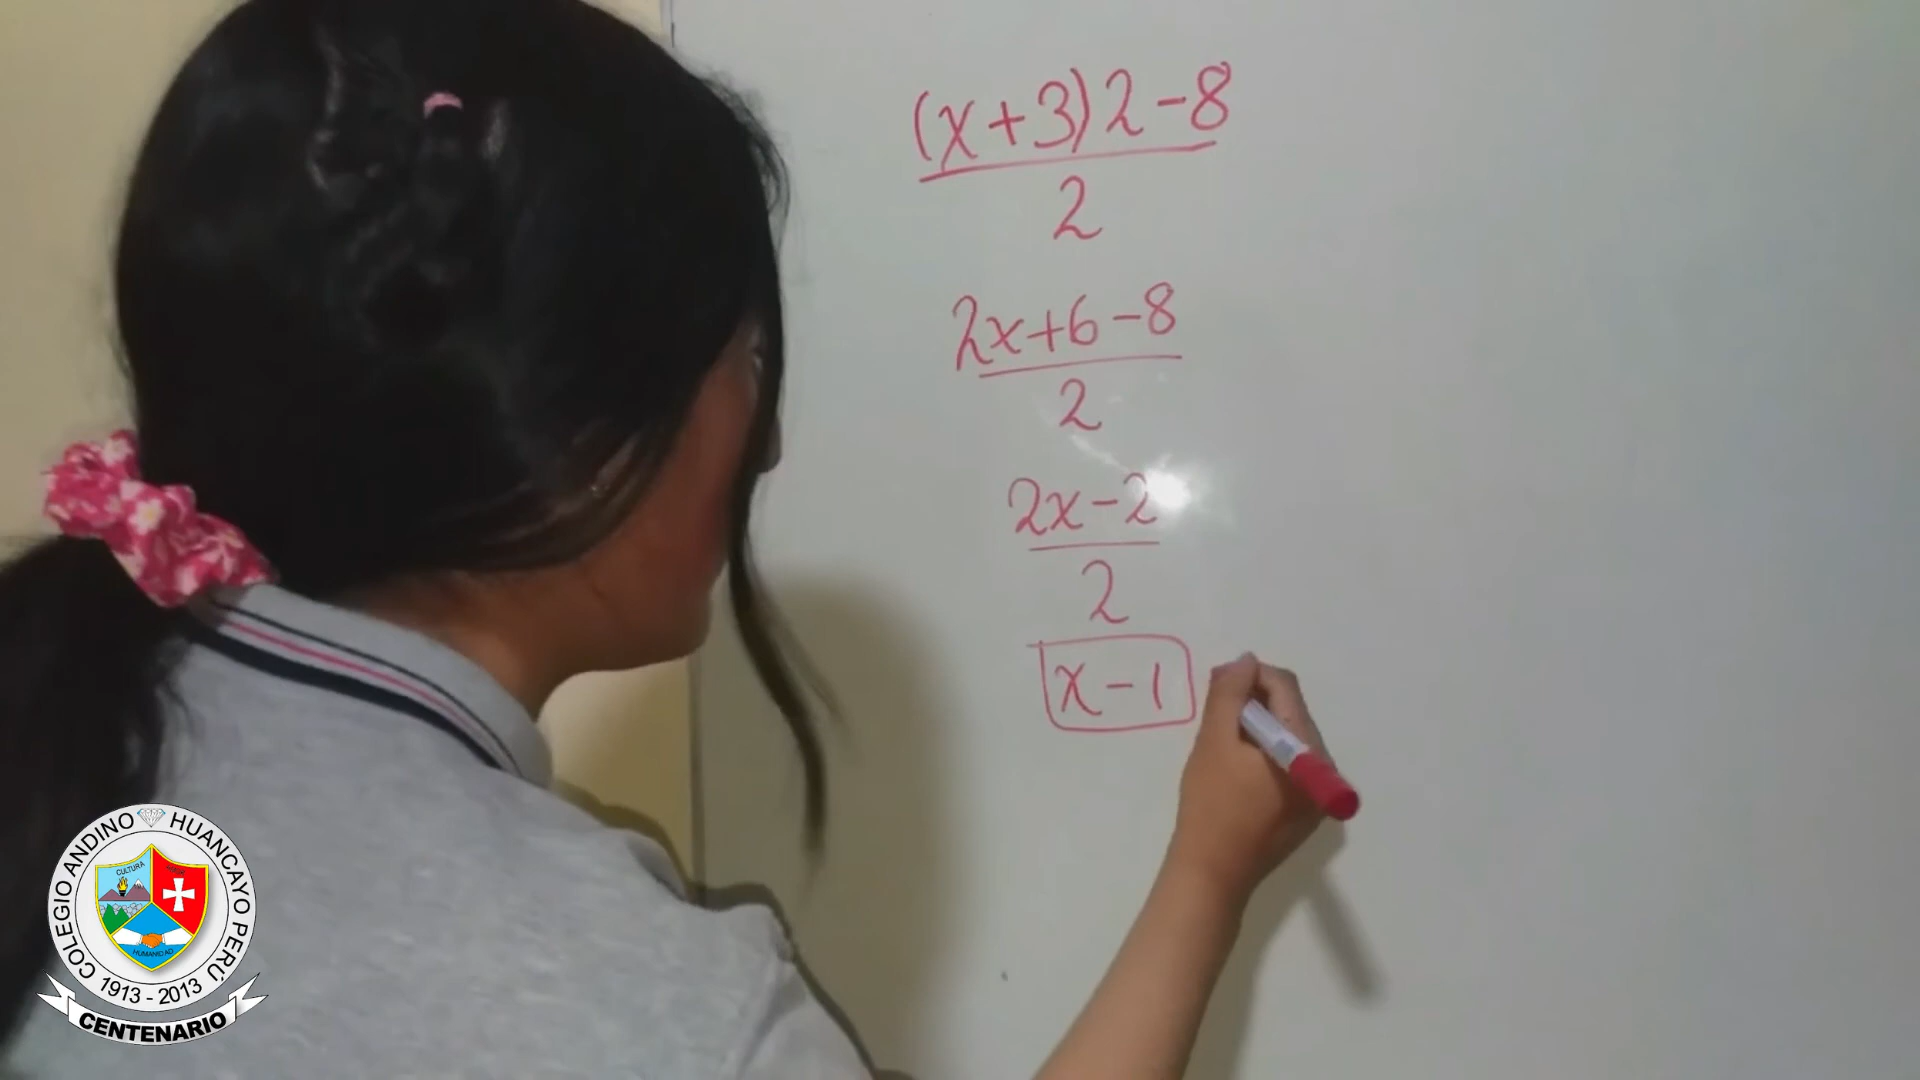 (x+3)2-8
2
2x+6-8
2
2x-2
2
x-1
COLEGIO ANDINO HUANCAYO PERÚ
CULTURA
HUMANIDAD
1913 - 2013
CENTENARIO